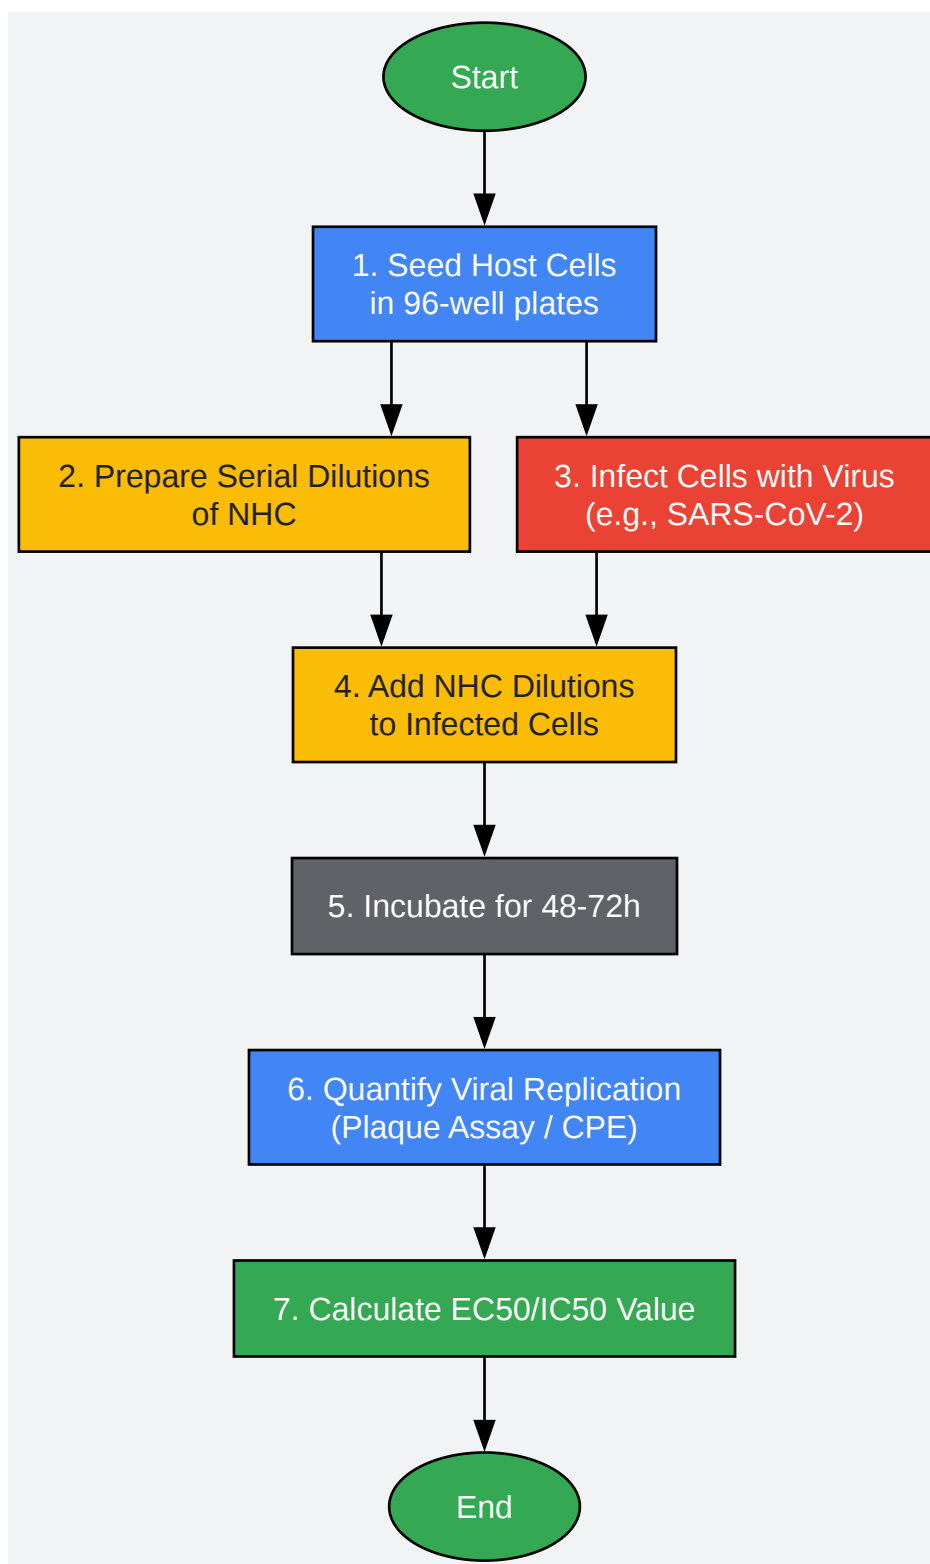 Start
1. Seed Host Cells
in 96-well plates
2. Prepare Serial Dilutions
of NHC
3. Infect Cells with Virus
(e.g., SARS-CoV-2)
4. Add NHC Dilutions
to Infected Cells
5. Incubate for 48-72h
6. Quantify Viral Replication
(Plaque Assay / CPE)
7. Calculate EC50/IC50 Value
End